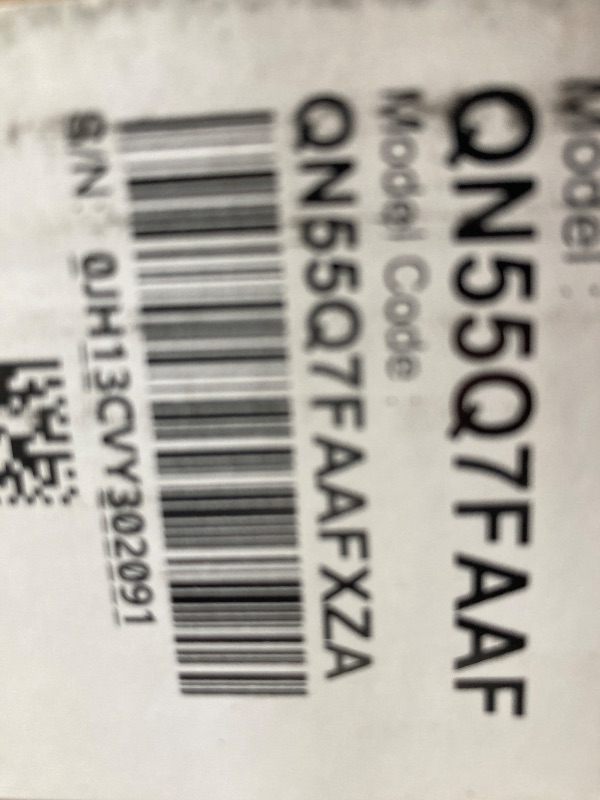 Model :
QN55Q7FAAF
Model Code :
QN55Q7FAAFXZA
S/N : 0JH13CVY302091